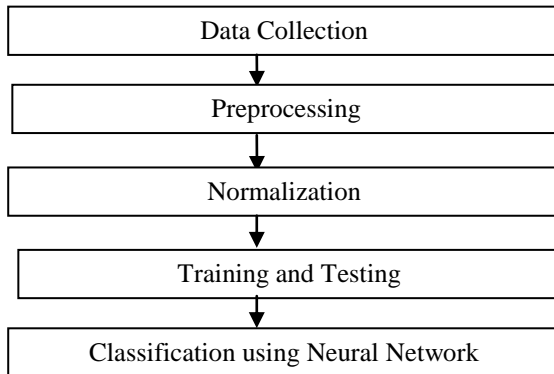 Data Collection
Preprocessing
Normalization
Training and Testing
Classification using Neural Network